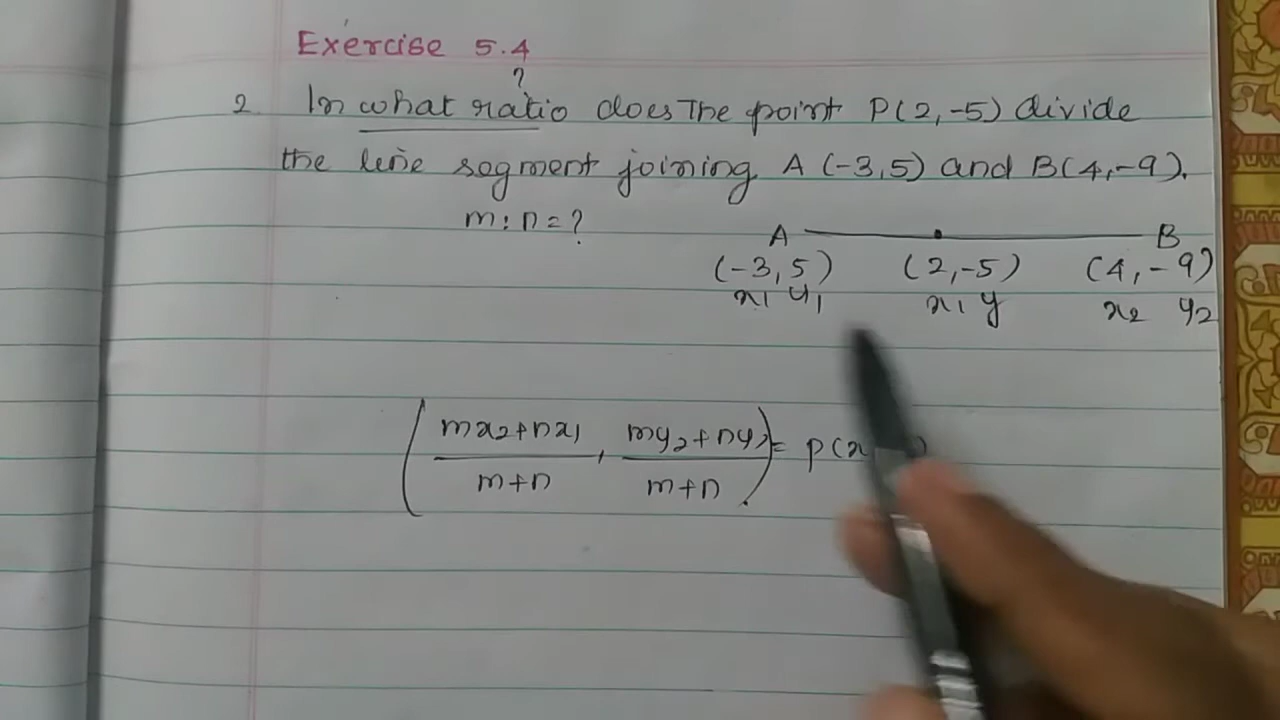 Exercise 5.4
?
2 In what ratio does The point P(2,-5) divide
the line segment joining A (-3,5) and B(4,-9).
m:n=?
A B
(-3,5) (2,-5) (4,-9)
x1 y1 x, y x2 y2
(mx2+nx1/m+n, my2+ny1/m+n) = P(x